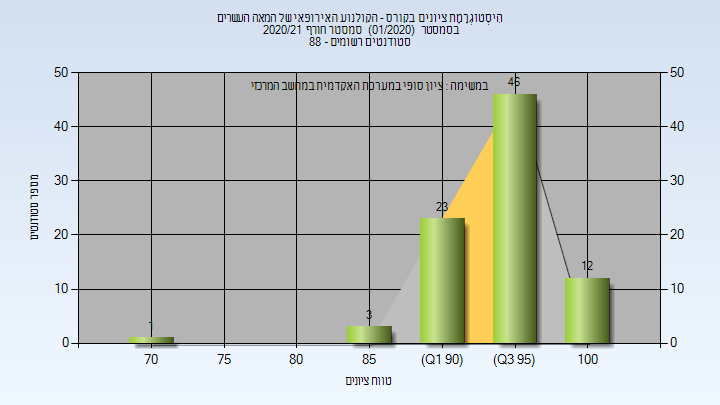 היסטוגרמת ציונים בקורס - הקולנוע האירופאי של המאה העשרים
בסמסטר (01/2020) סמסטר חורף 2020/21
סטודנטים רשומים - 88
במשימה : ציון סופי במערכת האקדמית במחשב המרכזי
50
40
30
20
10
0
50
40
30
20
10
0
מספר סטודנטים
1
3
23
46
12
70
75
80
85
(Q1 90)
(Q3 95)
100
טווח ציונים